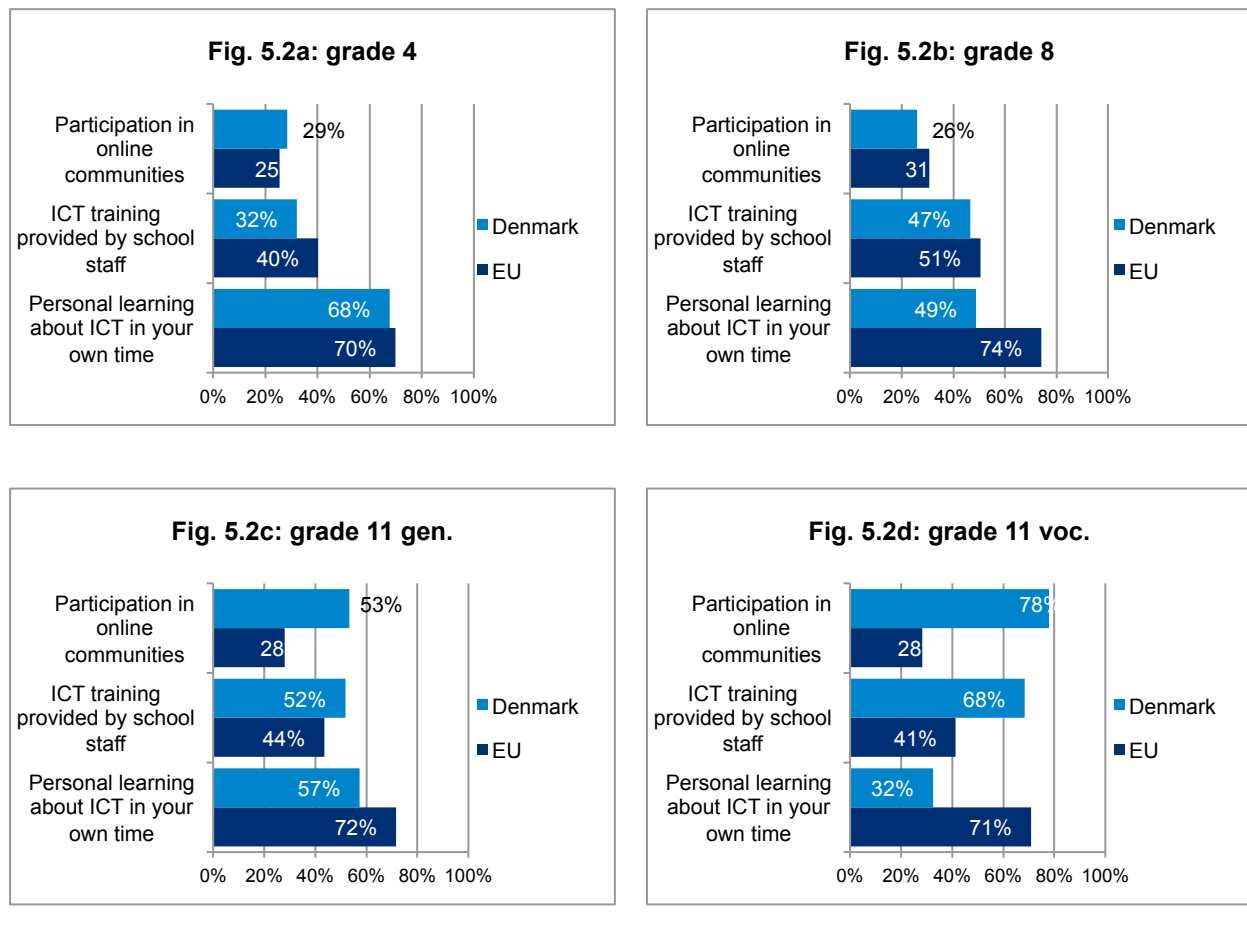 Fig. 5.2a: grade 4
Participation in
online
communities
29%
25
ICT training
provided by school
staff
32%
40%
Personal learning
about ICT in your
own time
68%
70%
0% 20% 40% 60% 80% 100%
Denmark
EU
Fig. 5.2b: grade 8
Participation in
online
communities
26%
31
ICT training
provided by school
staff
47%
51%
Personal learning
about ICT in your
own time
49%
74%
0% 20% 40% 60% 80% 100%
Denmark
EU
Fig. 5.2c: grade 11 gen.
Participation in
online
communities
53%
28
ICT training
provided by school
staff
52%
44%
Personal learning
about ICT in your
own time
57%
72%
0% 20% 40% 60% 80% 100%
Denmark
EU
Fig. 5.2d: grade 11 voc.
Participation in
online
communities
78%
28
ICT training
provided by school
staff
68%
41%
Personal learning
about ICT in your
own time
32%
71%
0% 20% 40% 60% 80% 100%
Denmark
EU